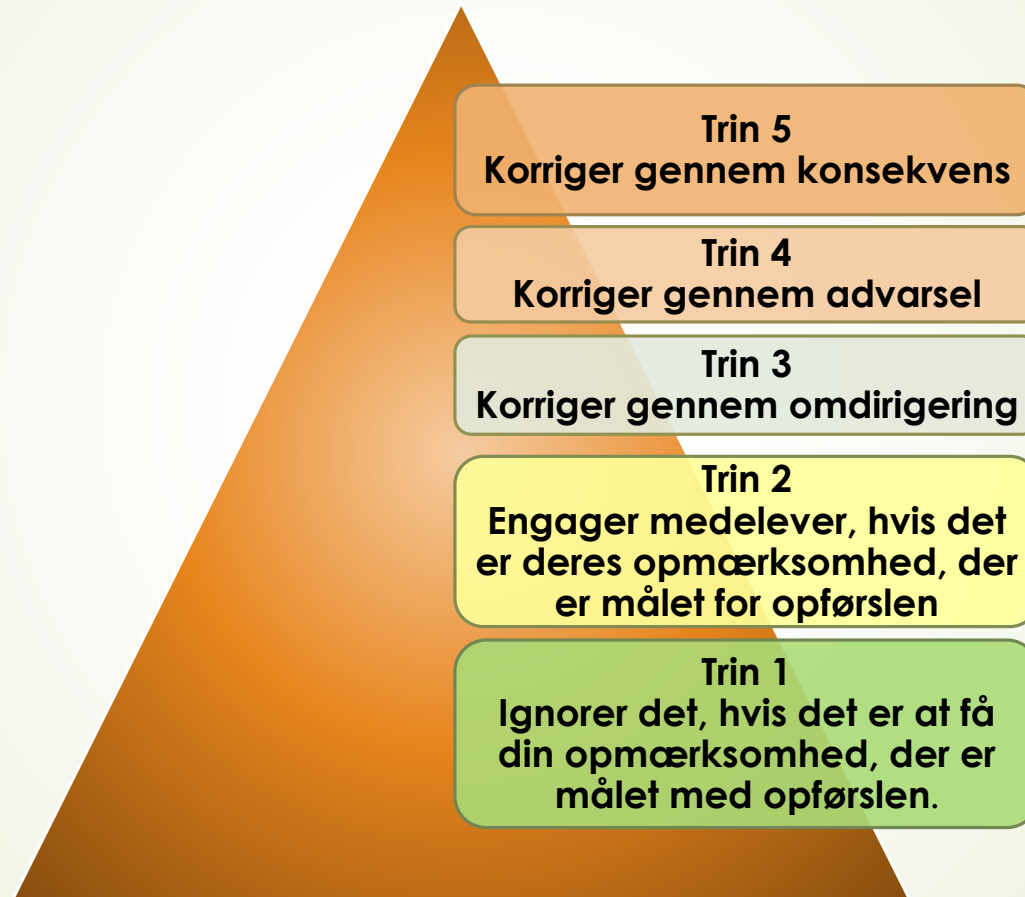 Trin 5
Korriger gennem konsekvens
Trin 4
Korriger gennem advarsel
Trin 3
Korriger gennem omdirigering
Trin 2
Engager medelever, hvis det
er deres opmærksomhed, der
er målet for opførslen
Trin 1
Ignorer det, hvis det er at få
din opmærksomhed, der er
målet med opførslen.